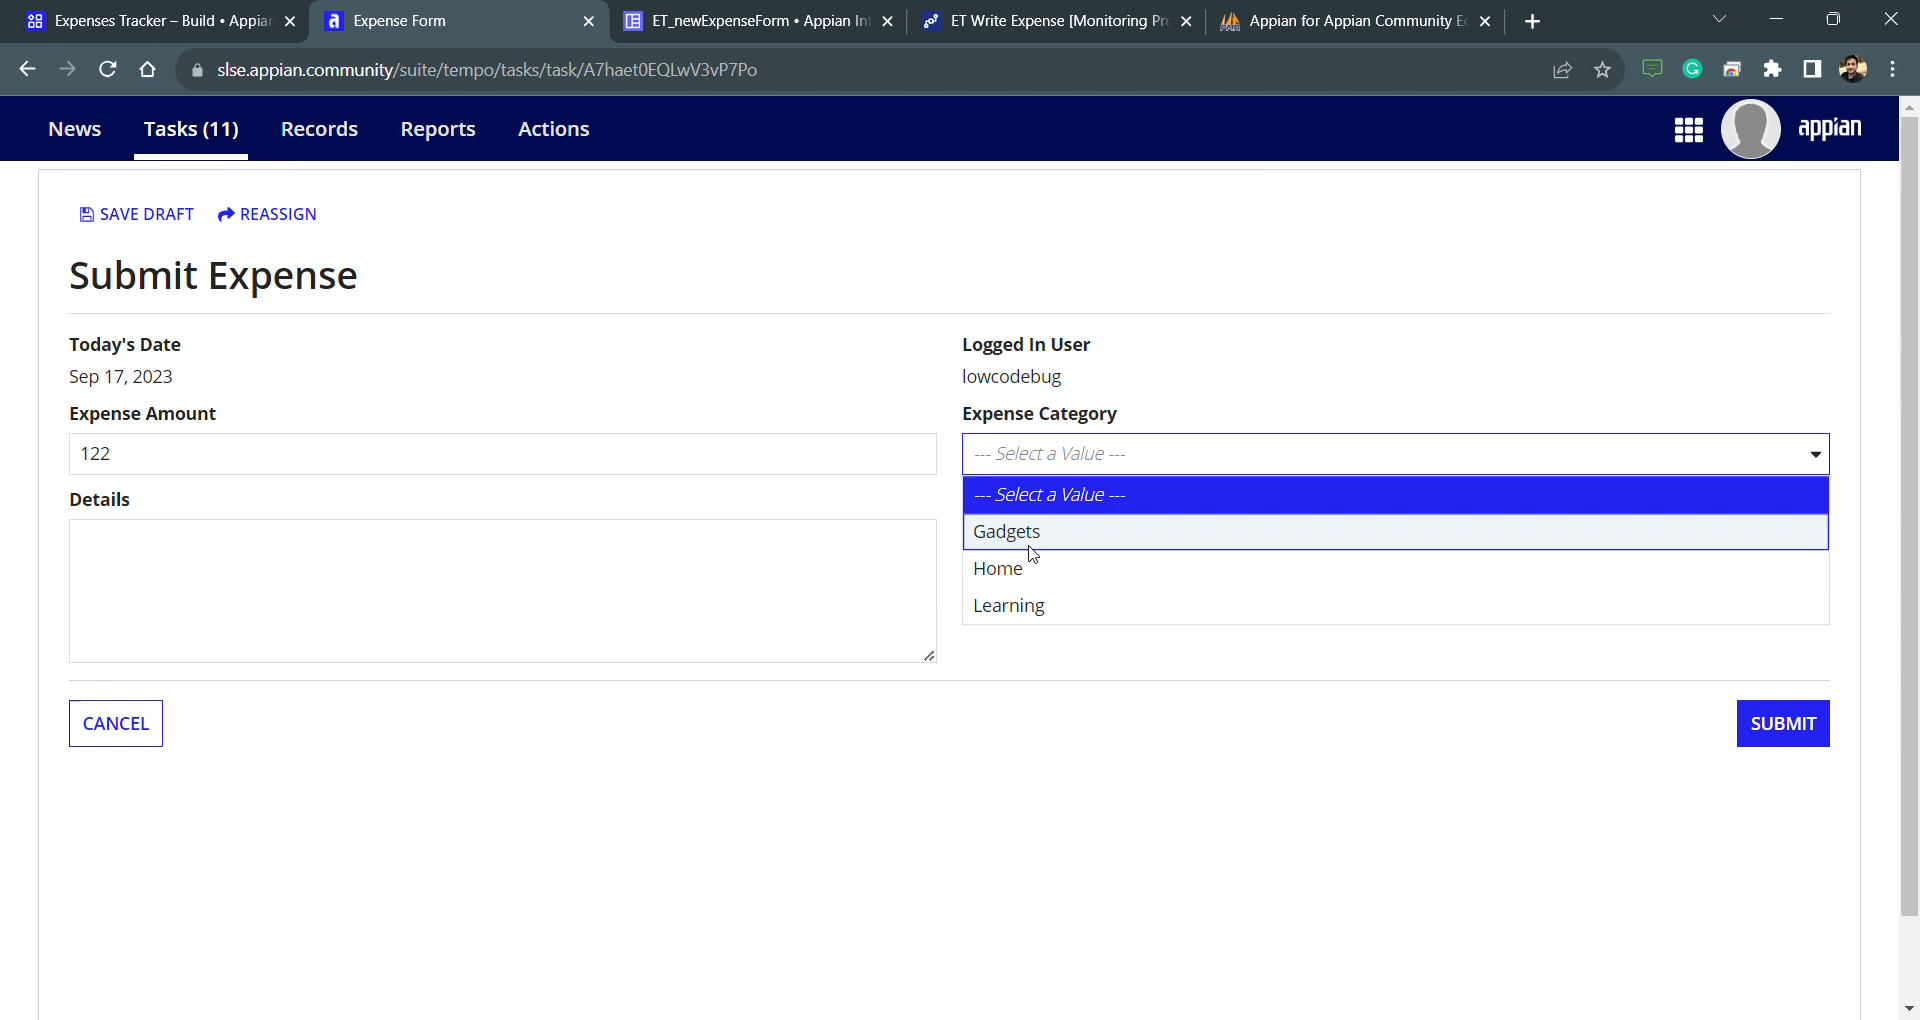 Expenses Tracker – Build • Appian
Expense Form
ET_newExpenseForm • Appian In
ET Write Expense [Monitoring Pr
Appian for Appian Community E
slse.appian.community/suite/tempo/tasks/task/A7haet0EQLwV3vP7Po
News
Tasks (11)
Records
Reports
Actions
appian
SAVE DRAFT
REASSIGN
Submit Expense
Today's Date
Logged In User
Sep 17, 2023
lowcodebug
Expense Amount
Expense Category
122
--- Select a Value ---
Details
--- Select a Value ---
Gadgets
Home
Learning
CANCEL
SUBMIT